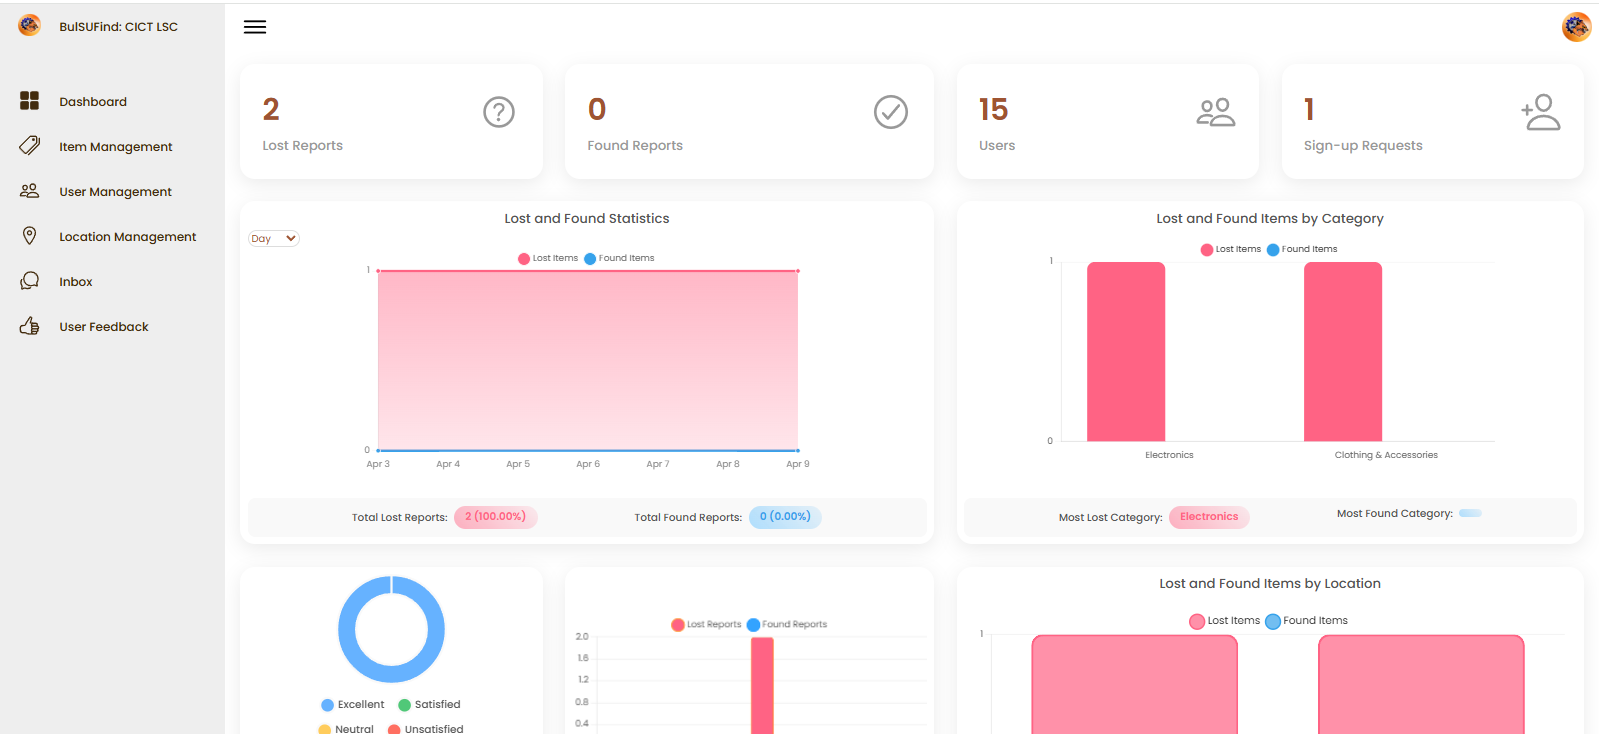 BulSUFind: CICT LSC
Dashboard
Item Management
User Management
Location Management
Inbox
User Feedback
2
Lost Reports
0
Found Reports
15
Users
1
Sign-up Requests
Lost and Found Statistics
Day
Lost Items Found Items
1
0
Apr 3 Apr 4 Apr 5 Apr 6 Apr 7 Apr 8 Apr 9
Total Lost Reports: 2 (100.00%) Total Found Reports: 0 (0.00%)
Lost and Found Items by Category
Lost Items Found Items
1
0
Electronics Clothing & Accessories
Most Lost Category: Electronics Most Found Category:
Excellent Satisfied
Neutral Unsatisfied
Lost Reports Found Reports
2.0
1.6
1.2
0.8
0.4
Lost and Found Items by Location
Lost Items Found Items
1